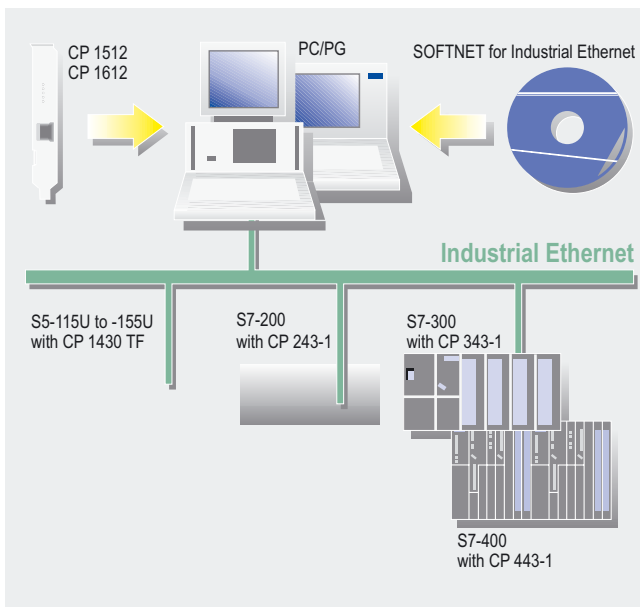 CP 1512
CP 1612
PC/PG
SOFTNET for Industrial Ethernet
Industrial Ethernet
S5-115U to -155U
with CP 1430 TF
S7-200
with CP 243-1
S7-300
with CP 343-1
S7-400
with CP 443-1